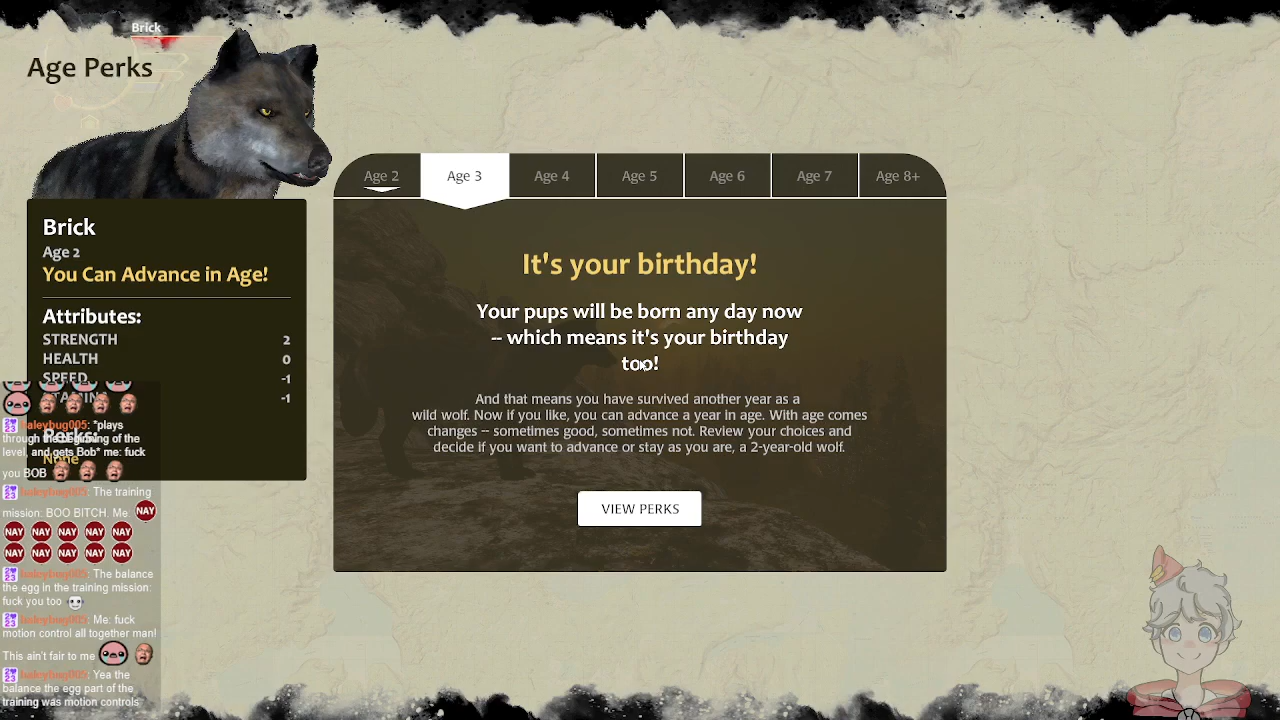 Brick
Age Perks
Age 2
Age 3
Age 4
Age 5
Age 6
Age 7
Age 8+
Brick
Age 2
You Can Advance in Age!
Attributes:
STRENGTH 2
HEALTH 0
SPEED -1
-1
Perks:
None
It's your birthday!
Your pups will be born any day now
-- which means it's your birthday
too!
And that means you have survived another year as a
wild wolf. Now if you like, you can advance a year in age. With age comes
changes -- sometimes good, sometimes not. Review your choices and
decide if you want to advance or stay as you are, a 2-year-old wolf.
VIEW PERKS
haleybug005: *plays
through the beginning of the
level, and gets Bob* me: fuck
you BOB
haleybug005: The training
mission: BOO BITCH. Me: NAY
NAY NAY NAY NAY NAY
NAY NAY NAY NAY NAY
haleybug005: The balance
the egg in the training mission:
fuck you too
haleybug005: Me: fuck
motion control all together man!
This ain't fair to me
haleybug005: Yea the
balance the egg part of the
training was motion controls